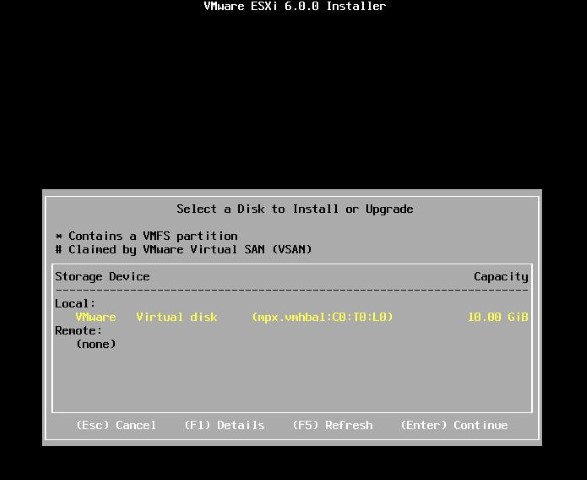 VMware ESXi 6.0.0 Installer
Select a Disk to Install or Upgrade
* Contains a VMFS partition
# Claimed by VMware Virtual SAN (VSAN)
Storage Device Capacity
Local:
VMware Virtual disk (mpx.vmhba1:C0:T0:L0) 10.00 GiB
Remote:
(none)
(Esc) Cancel (F1) Details (F5) Refresh (Enter) Continue